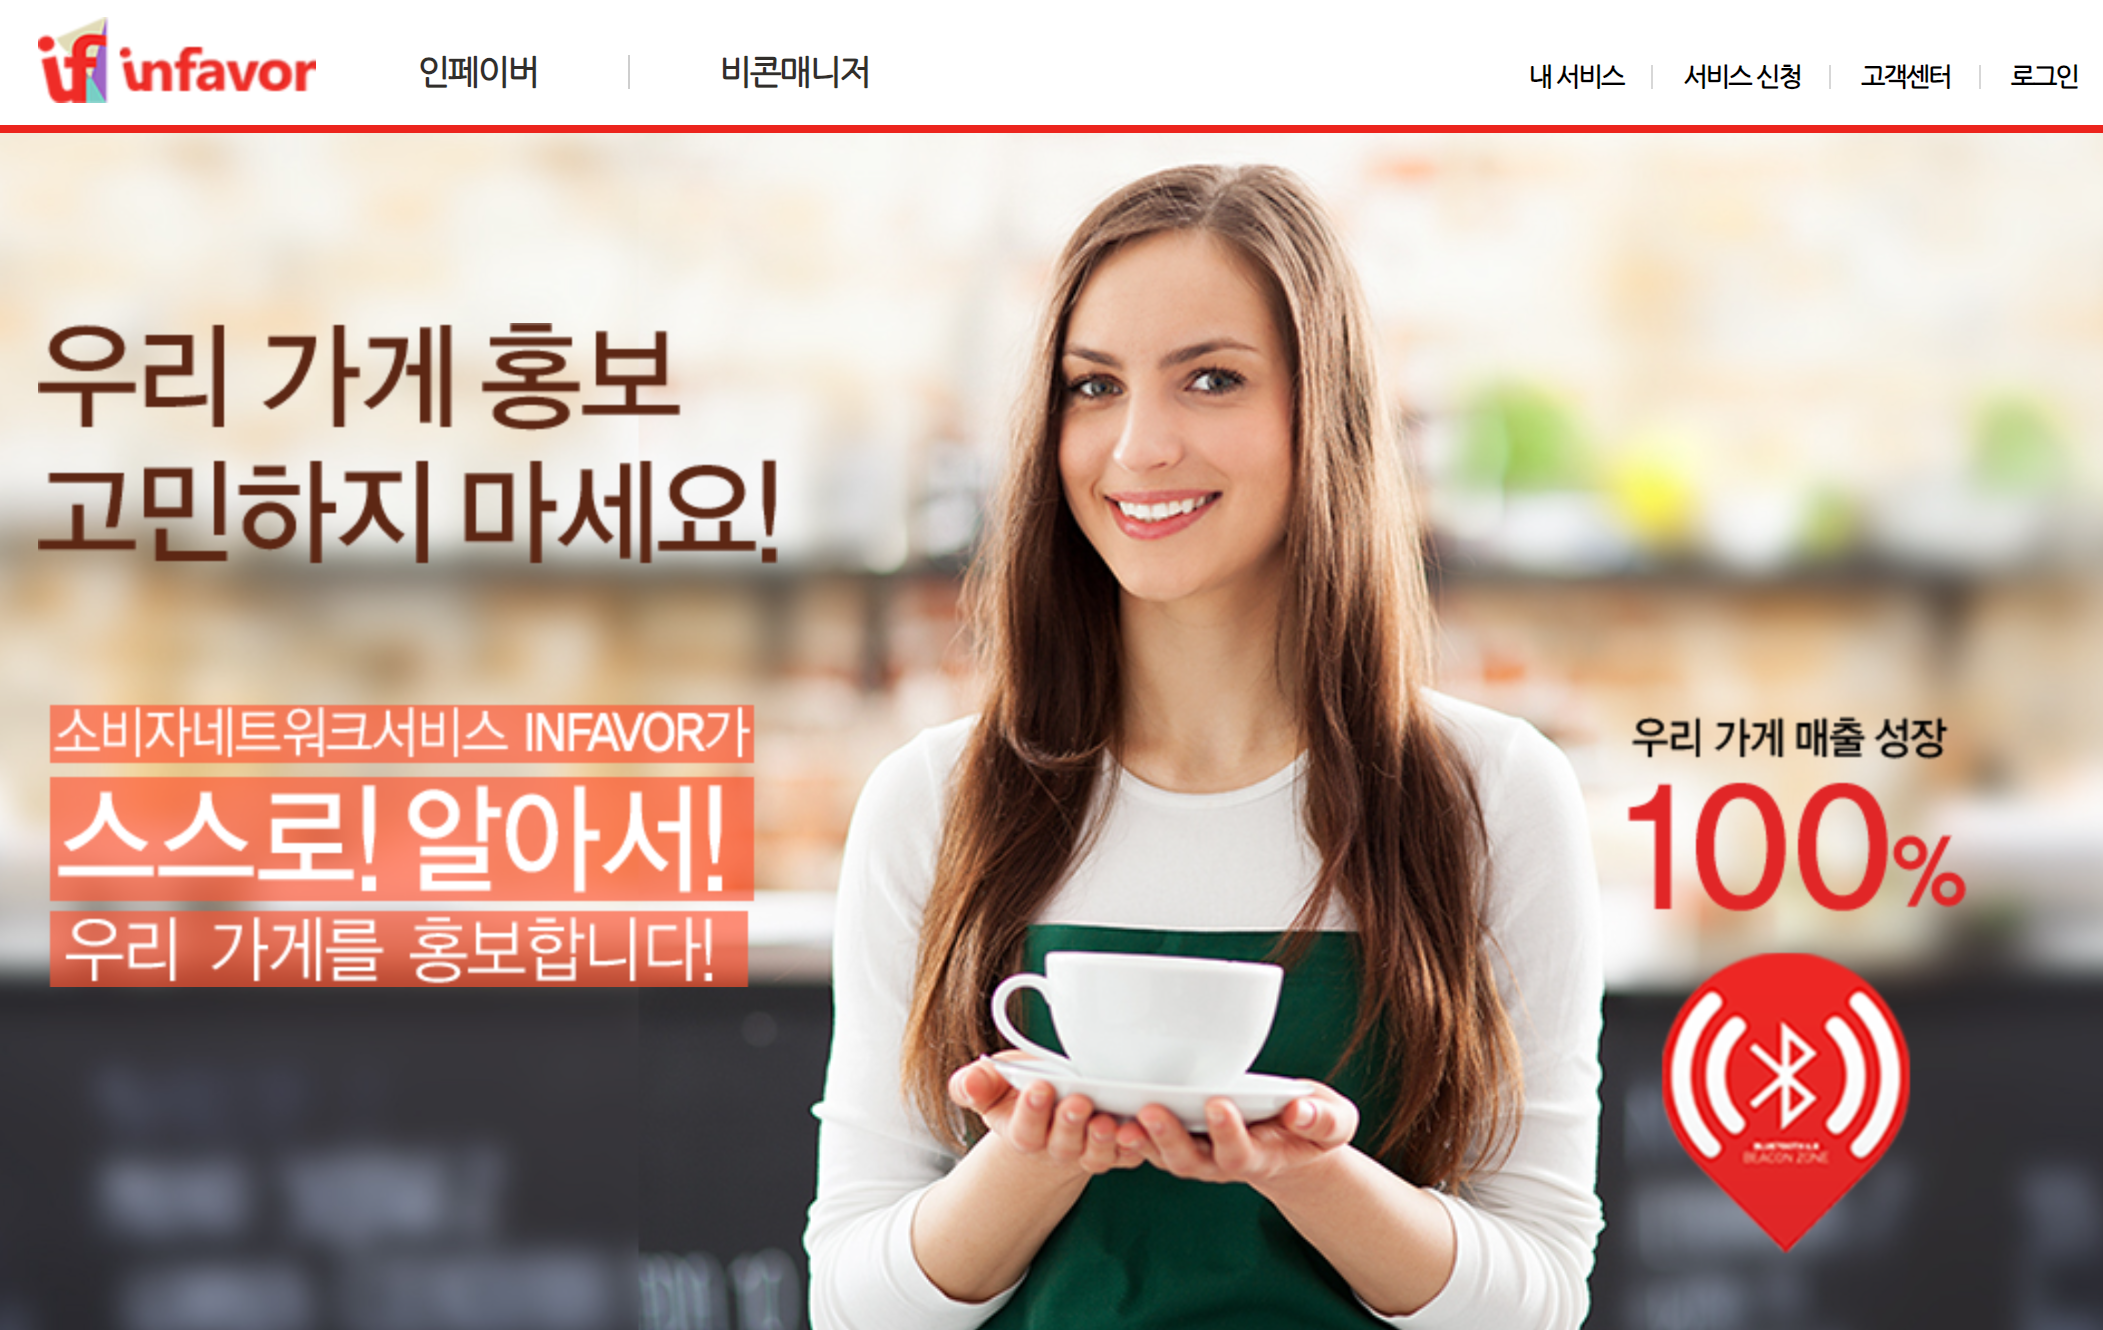 if infavor
인페이버
비콘매니저
내 서비스
서비스 신청
고객센터
로그인
우리 가게 홍보
고민하지 마세요!
소비자네트워크서비스 INFAVOR가
스스로! 알아서!
우리 가게를 홍보합니다!
우리 가게 매출 성장
100%
BEACON ZONE